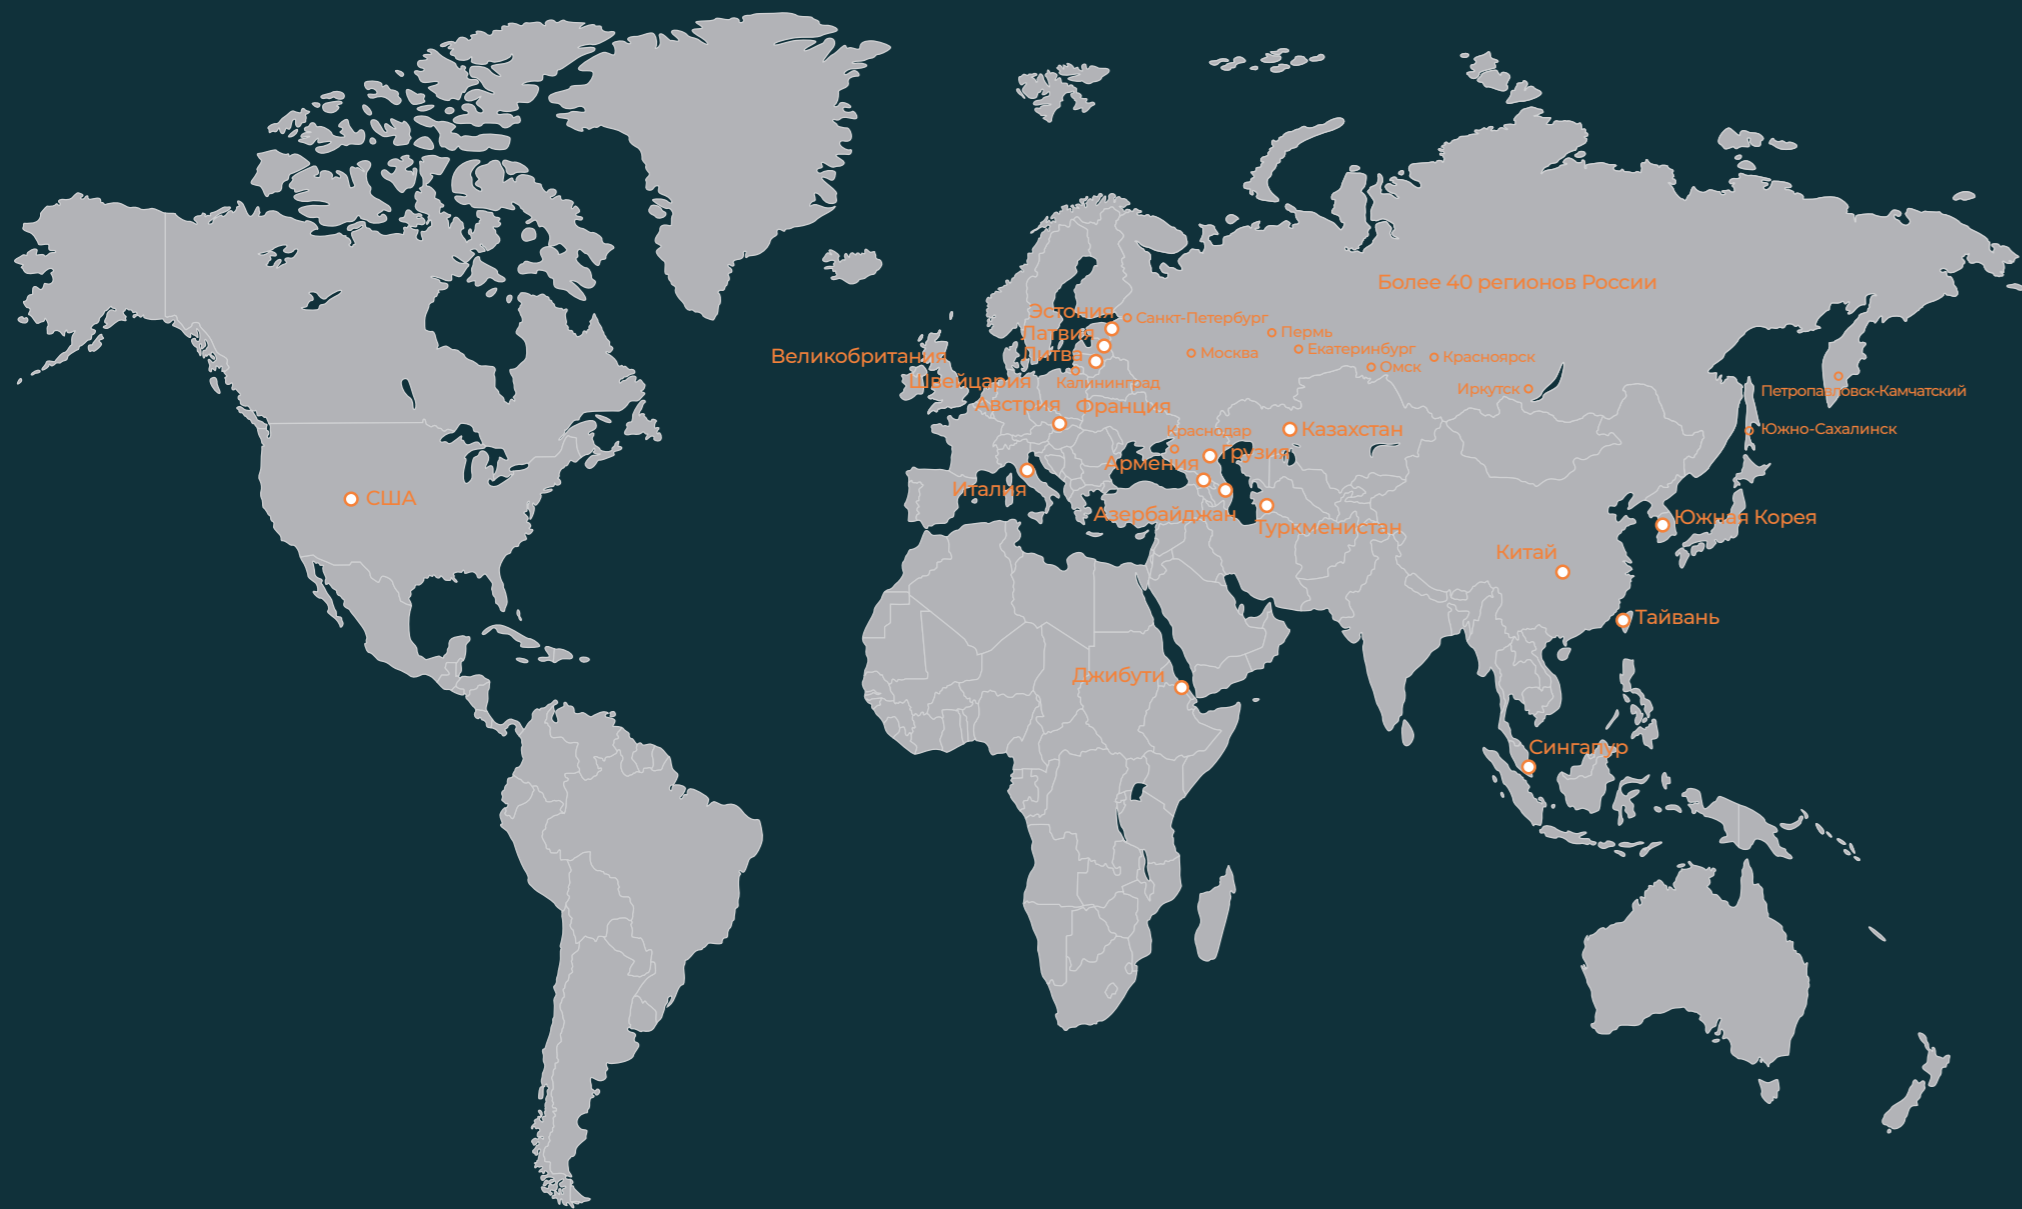 Более 40 регионов России
Эстония
Санкт-Петербург
Латвия
Пермь
Литва
Москва
Екатеринбург
Красноярск
Великобритания
Омск
Швейцария
Калининград
Иркутск
Петропавловск-Камчатский
Австрия
Франция
Краснодар
Казахстан
Южно-Сахалинск
Грузия
Армения
Италия
США
Азербайджан
Туркменистан
Южная Корея
Китай
Тайвань
Джибути
Сингапур